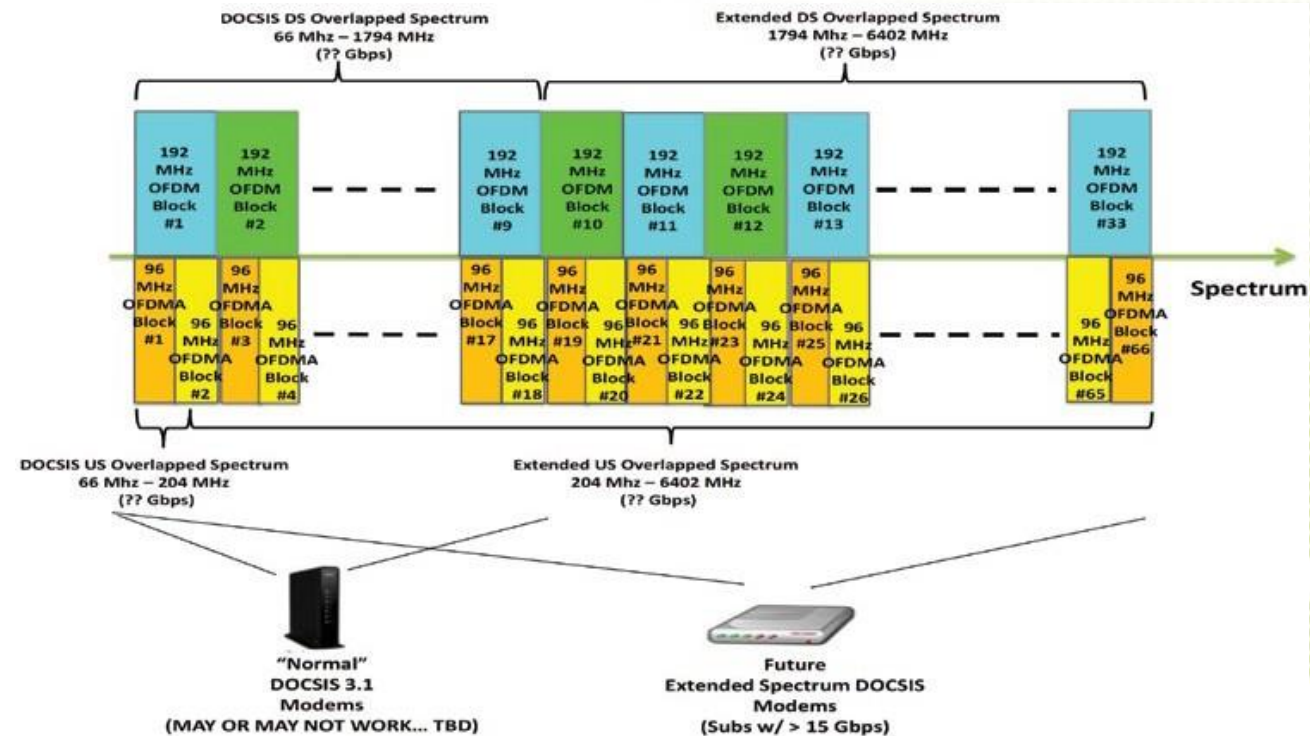 DOCSIS DS Overlapped Spectrum
66 Mhz – 1794 MHz
(?? Gbps)
Extended DS Overlapped Spectrum
1794 Mhz – 6402 MHz
(?? Gbps)
192
MHz
OFDM
Block
#1
192
MHz
OFDM
Block
#2
192
MHz
OFDM
Block
#9
192
MHz
OFDM
Block
#10
192
MHz
OFDM
Block
#11
192
MHz
OFDM
Block
#12
192
MHz
OFDM
Block
#13
192
MHz
OFDM
Block
#33
Spectrum
96
MHz
OFDMA
Block
#1
96
MHz
OFDMA
Block
#2
96
MHz
OFDMA
Block
#3
96
MHz
OFDMA
Block
#4
96
MHz
OFDMA
Block
#17
96
MHz
OFDMA
Block
#18
96
MHz
OFDMA
Block
#19
96
MHz
OFDMA
Block
#20
96
MHz
OFDMA
Block
#21
96
MHz
OFDMA
Block
#22
96
MHz
OFDMA
Block
#23
96
MHz
OFDMA
Block
#24
96
MHz
OFDMA
Block
#25
96
MHz
OFDMA
Block
#26
96
MHz
OFDMA
Block
#65
96
MHz
OFDMA
Block
#66
DOCSIS US Overlapped Spectrum
66 Mhz – 204 MHz
(?? Gbps)
Extended US Overlapped Spectrum
204 Mhz – 6402 MHz
(?? Gbps)
“Normal”
DOCSIS 3.1
Modems
(MAY OR MAY NOT WORK... TBD)
Future
Extended Spectrum DOCSIS
Modems
(Subs w/ > 15 Gbps)